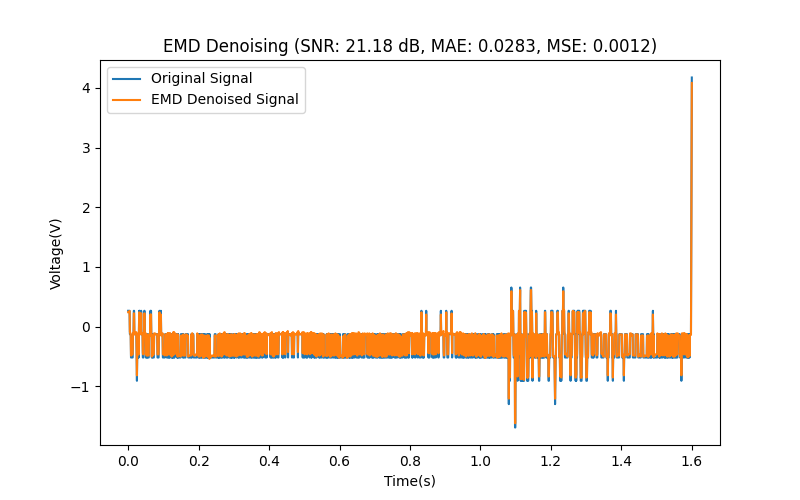 EMD Denoising (SNR: 21.18 dB, MAE: 0.0283, MSE: 0.0012)
Original Signal
EMD Denoised Signal
Voltage(V)
4
3
2
1
0
−1
0.0 0.2 0.4 0.6 0.8 1.0 1.2 1.4 1.6
Time(s)